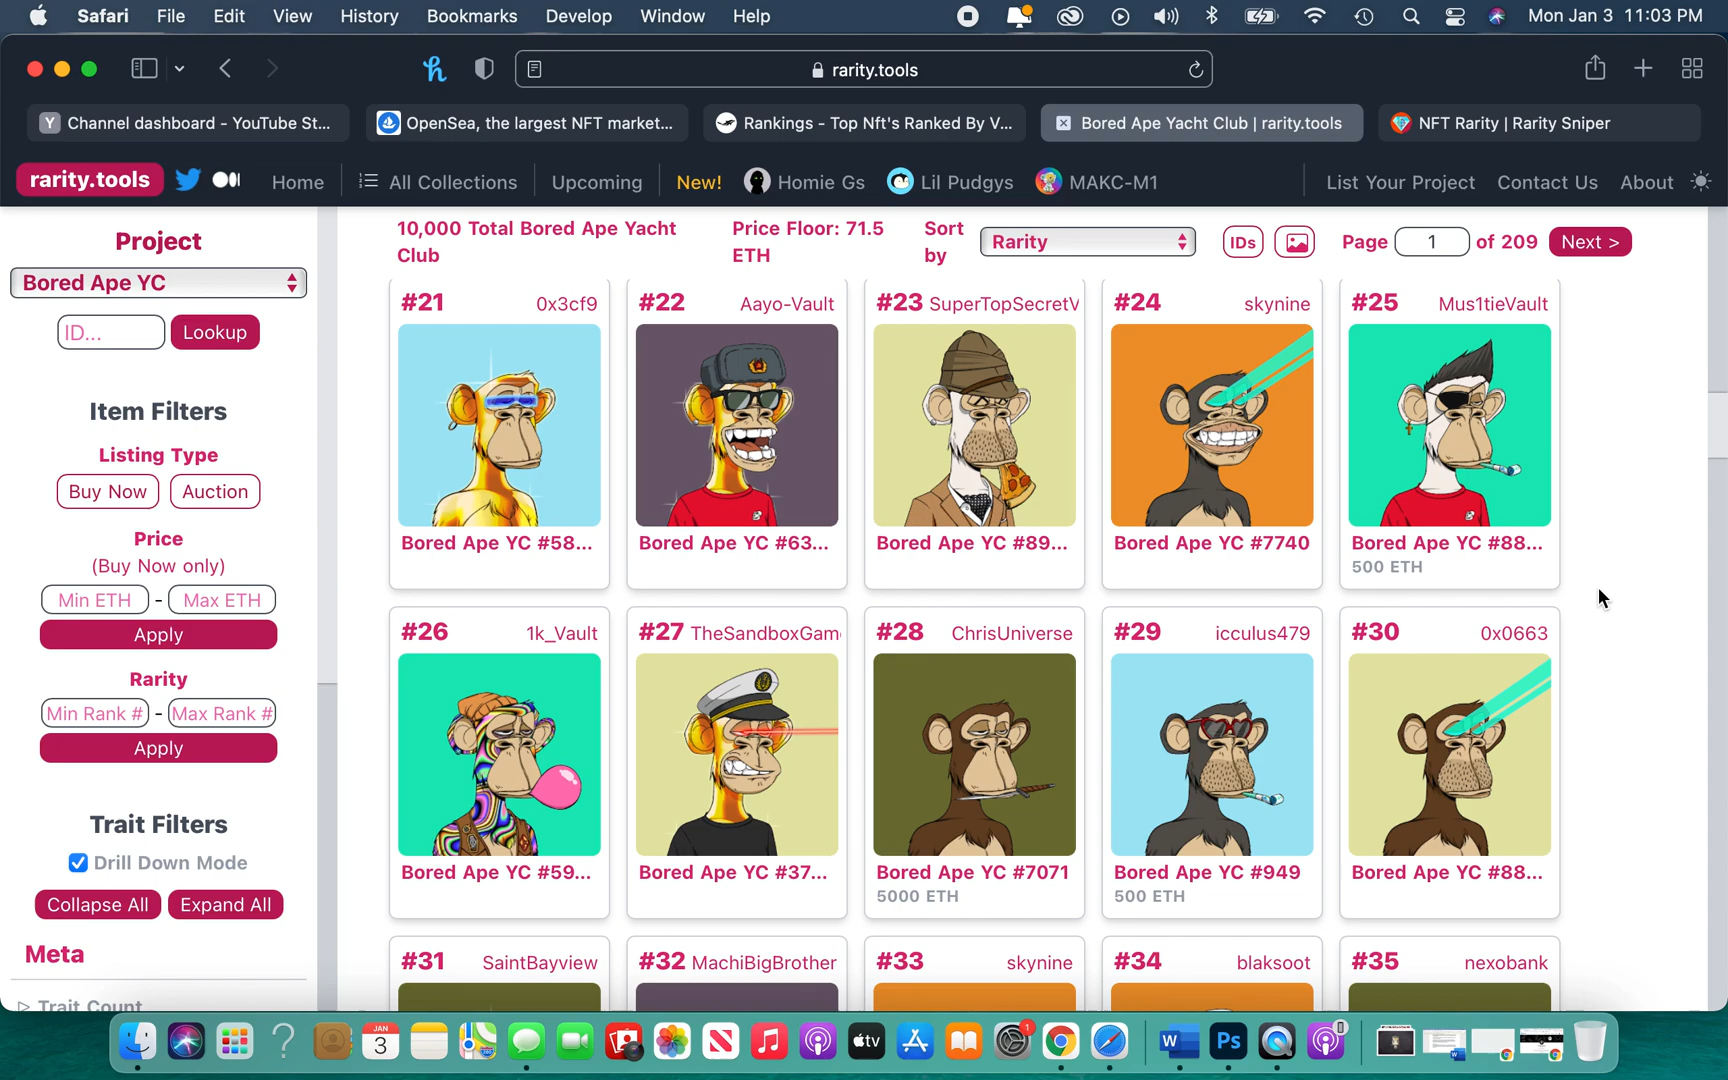 Safari File Edit View History Bookmarks Develop Window Help Mon Jan 3 11:03 PM
rarity.tools
Channel dashboard - YouTube St...
OpenSea, the largest NFT market...
Rankings - Top Nft's Ranked By V...
Bored Ape Yacht Club | rarity.tools
NFT Rarity | Rarity Sniper
rarity.tools Home All Collections Upcoming New! Homie Gs Lil Pudgys MAKC-M1 List Your Project Contact Us About
Project
Bored Ape YC
ID... Lookup
Item Filters
Listing Type
Buy Now Auction
Price
(Buy Now only)
Min ETH - Max ETH
Apply
Rarity
Min Rank # - Max Rank #
Apply
Trait Filters
Drill Down Mode
Collapse All Expand All
Meta
Trait Count
10,000 Total Bored Ape Yacht
Club
Price Floor: 71.5
ETH
Sort
by
Rarity
IDs
Page 1 of 209 Next >
#21 0x3cf9
Bored Ape YC #58...
#22 Aayo-Vault
Bored Ape YC #63...
#23 SuperTopSecretV
Bored Ape YC #89...
#24 skynine
Bored Ape YC #7740
#25 Mus1tieVault
Bored Ape YC #88...
500 ETH
#26 1k_Vault
Bored Ape YC #59...
#27 TheSandboxGam
Bored Ape YC #37...
#28 ChrisUniverse
Bored Ape YC #7071
5000 ETH
#29 icculus479
Bored Ape YC #949
500 ETH
#30 0x0663
Bored Ape YC #88...
#31 SaintBayview
#32 MachiBigBrother
#33 skynine
#34 blaksoot
#35 nexobank
JAN
3
tv
1
W
Ps